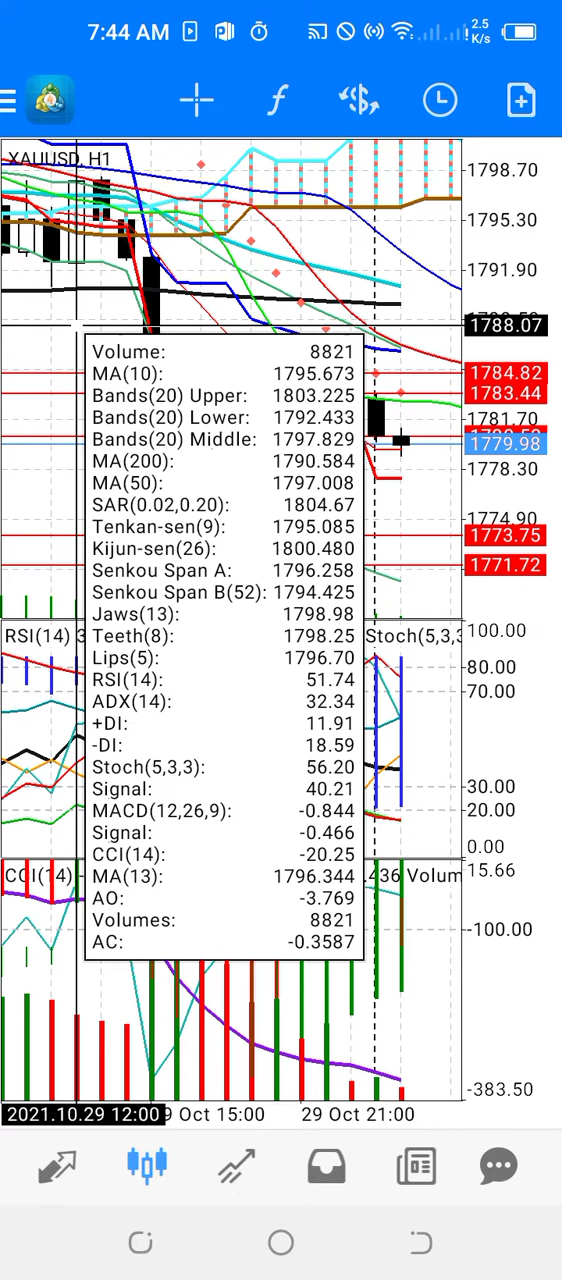 7:44 AM
2.5
K/s
XAUUSD, H1
1798.70
1795.30
1791.90
1788.07
1784.82
1783.44
1781.70
1779.98
1778.30
1774.90
1773.75
1771.72
Volume: 8821
MA(10): 1795.673
Bands(20) Upper: 1803.225
Bands(20) Lower: 1792.433
Bands(20) Middle: 1797.829
MA(200): 1790.584
MA(50): 1797.008
SAR(0.02,0.20): 1804.67
Tenkan-sen(9): 1795.085
Kijun-sen(26): 1800.480
Senkou Span A: 1796.258
Senkou Span B(52): 1794.425
Jaws(13): 1798.98
Teeth(8): 1798.25
Lips(5): 1796.70
RSI(14): 51.74
ADX(14): 32.34
+DI: 11.91
-DI: 18.59
Stoch(5,3,3): 56.20
Signal: 40.21
MACD(12,26,9): -0.844
Signal: -0.466
CCI(14): -20.25
MA(13): 1796.344
AO: -3.769
Volumes: 8821
AC: -0.3587
RSI(14) 3 Stoch(5,3,3 100.00
80.00
70.00
30.00
20.00
0.00
CCI(14) - .436 Volum 15.66
-100.00
-383.50
2021.10.29 12:00 9 Oct 15:00 29 Oct 21:00